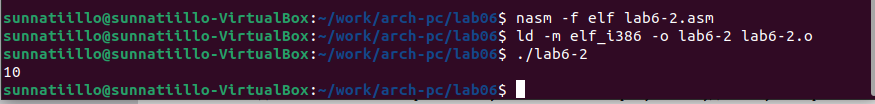 sunnatiillo@sunnatiillo-VirtualBox:~/work/arch-pc/lab06$ nasm -f elf lab6-2.asm
sunnatiillo@sunnatiillo-VirtualBox:~/work/arch-pc/lab06$ ld -m elf_i386 -o lab6-2 lab6-2.o
sunnatiillo@sunnatiillo-VirtualBox:~/work/arch-pc/lab06$ ./lab6-2
10
sunnatiillo@sunnatiillo-VirtualBox:~/work/arch-pc/lab06$